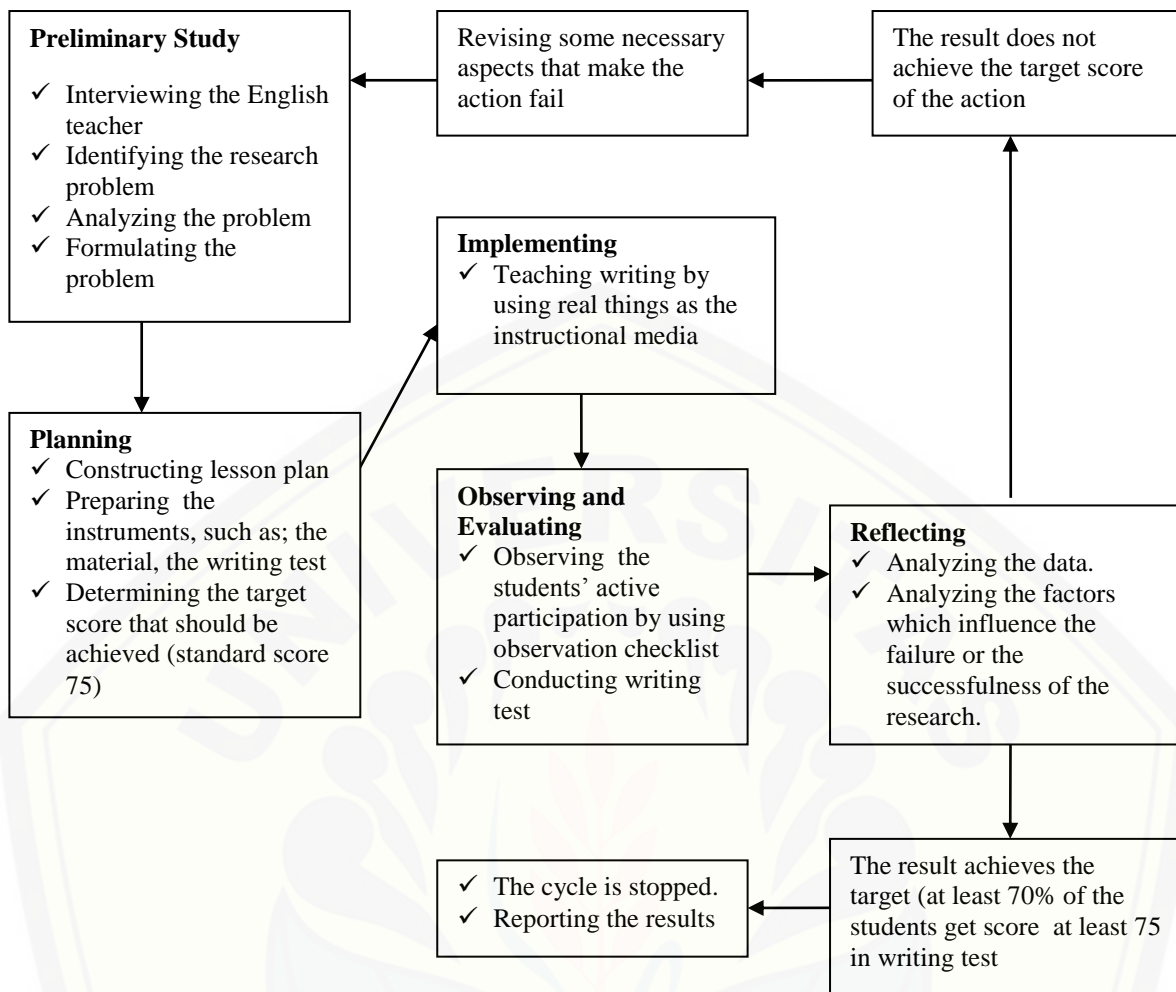 Preliminary Study
✓ Interviewing the English
teacher
✓ Identifying the research
problem
✓ Analyzing the problem
✓ Formulating the
problem
Revising some necessary
aspects that make the
action fail
The result does not
achieve the target score
of the action
Implementing
✓ Teaching writing by
using real things as the
instructional media
Planning
✓ Constructing lesson plan
✓ Preparing the
instruments, such as; the
material, the writing test
✓ Determining the target
score that should be
achieved (standard score
75)
Observing and
Evaluating
✓ Observing the
students’ active
participation by using
observation checklist
✓ Conducting writing
test
Reflecting
✓ Analyzing the data.
✓ Analyzing the factors
which influence the
failure or the
successfulness of the
research.
✓ The cycle is stopped.
✓ Reporting the results
The result achieves the
target (at least 70% of the
students get score at least 75
in writing test
UNIVERSITAS